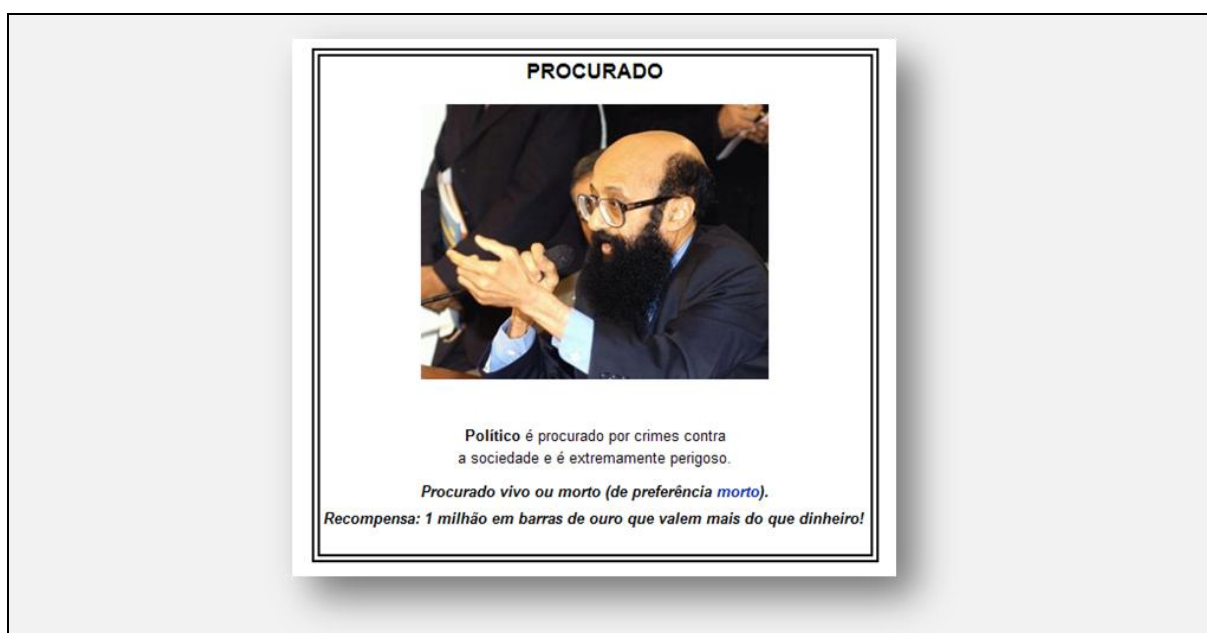 PROCURADO
Político é procurado por crimes contra
a sociedade e é extremamente perigoso.
Procurado vivo ou morto (de preferência morto).
Recompensa: 1 milhão em barras de ouro que valem mais do que dinheiro!